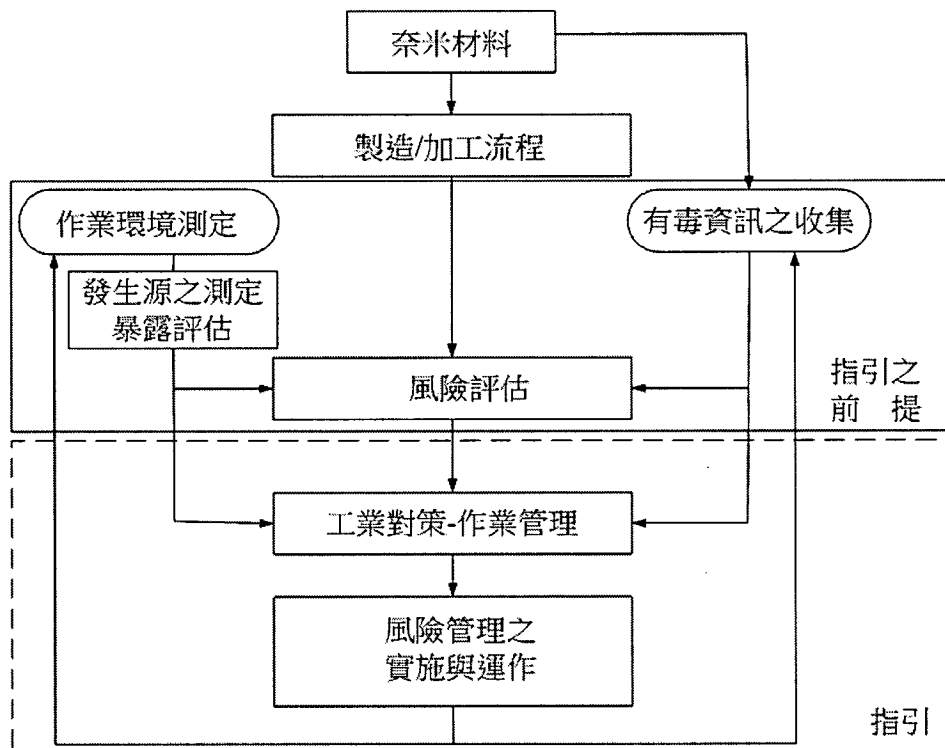 奈米材料
製造/加工流程
作業環境測定
有毒資訊之收集
發生源之測定
暴露評估
風險評估
指引之
前 提
工業對策-作業管理
風險管理之
實施與運作
指引